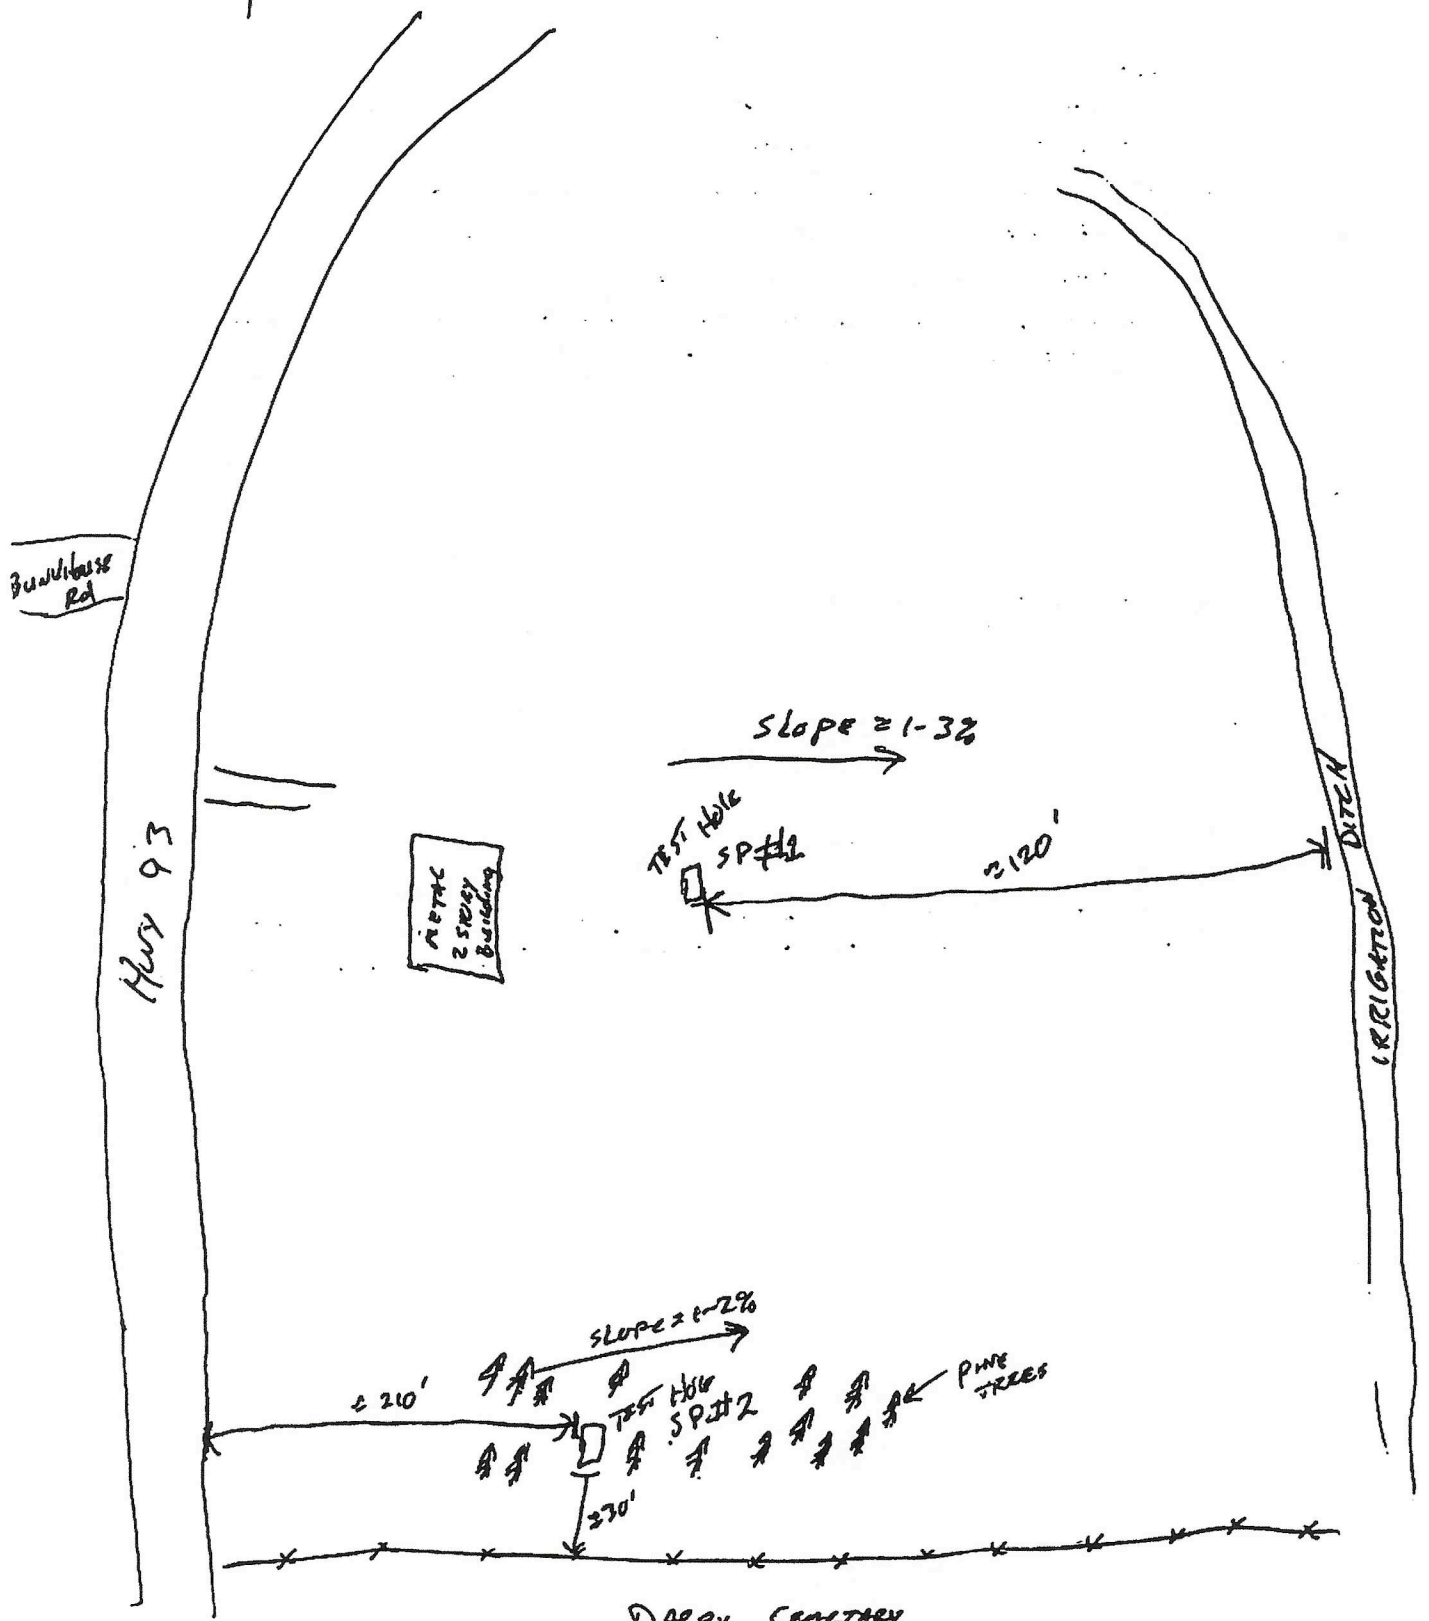 BunkHouse
Rd
Slope ≈ 1-3%
Test Hole
SP #1
≈120'
Hwy 93
METAL
2 STORY
Building
IRRIGATION DITCH
Slope ≈ 1-2%
± 210'
Test Hole
SP #2
PINE
TREES
±30'
DARBY CEMETARY